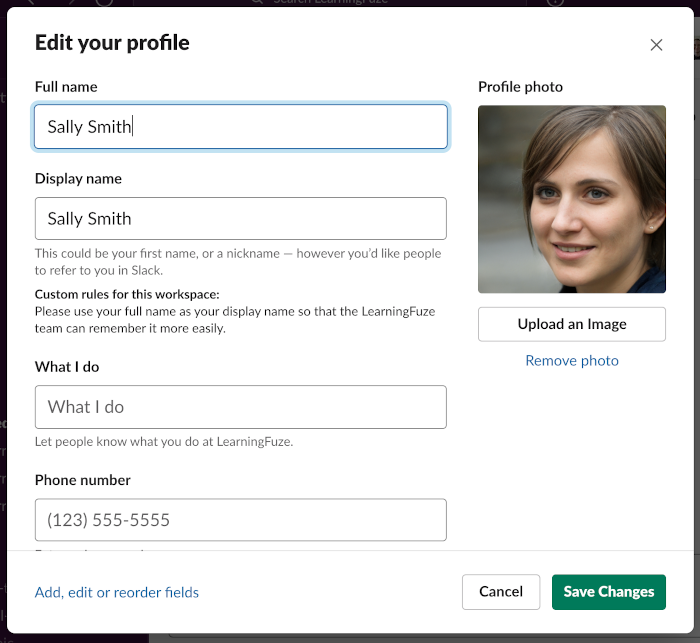 Search LearningFuze
Edit your profile
Full name
Sally Smith
Display name
Sally Smith
This could be your first name, or a nickname — however you’d like people
to refer to you in Slack.
Custom rules for this workspace:
Please use your full name as your display name so that the LearningFuze
team can remember it more easily.
What I do
What I do
Let people know what you do at LearningFuze.
Phone number
(123) 555-5555
Profile photo
Upload an Image
Remove photo
Add, edit or reorder fields
Cancel
Save Changes